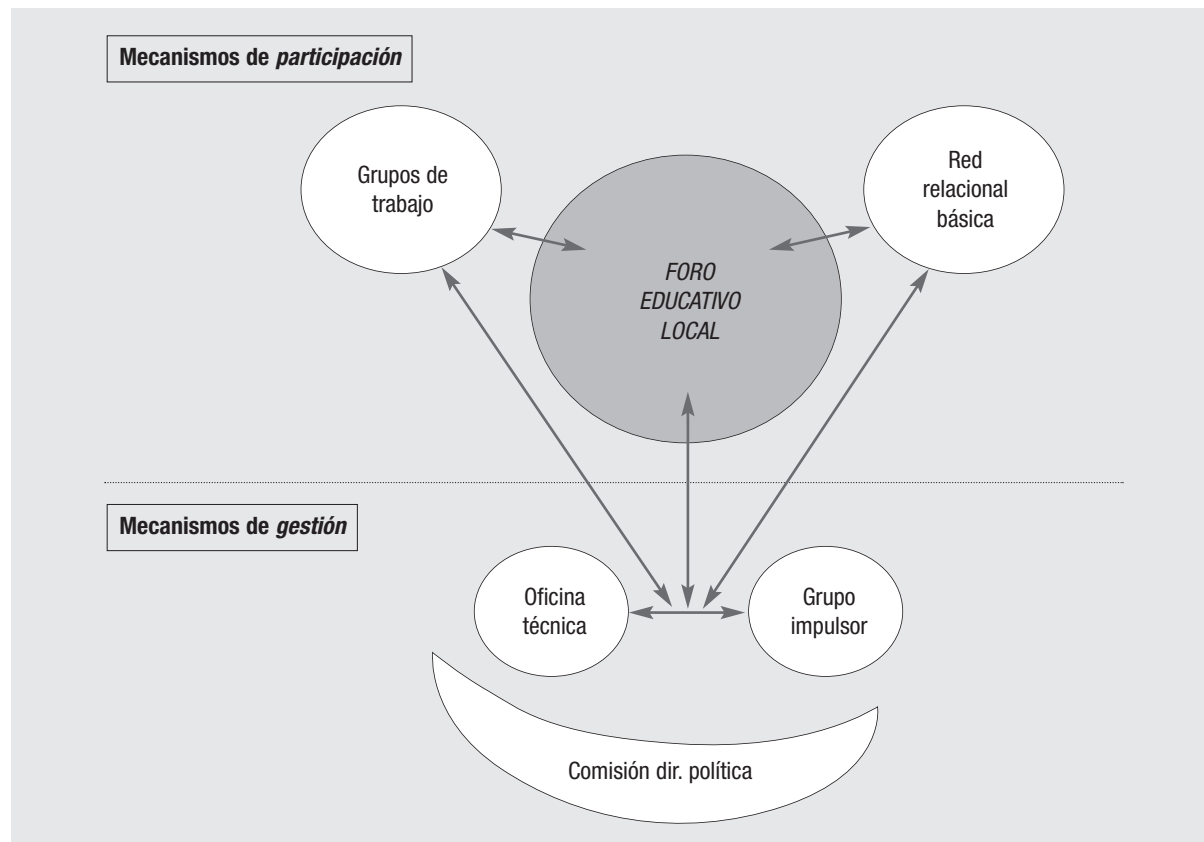 Mecanismos de participación
Grupos de
trabajo
Red
relacional
básica
FORO
EDUCATIVO
LOCAL
Mecanismos de gestión
Oficina
técnica
Grupo
impulsor
Comisión dir. política